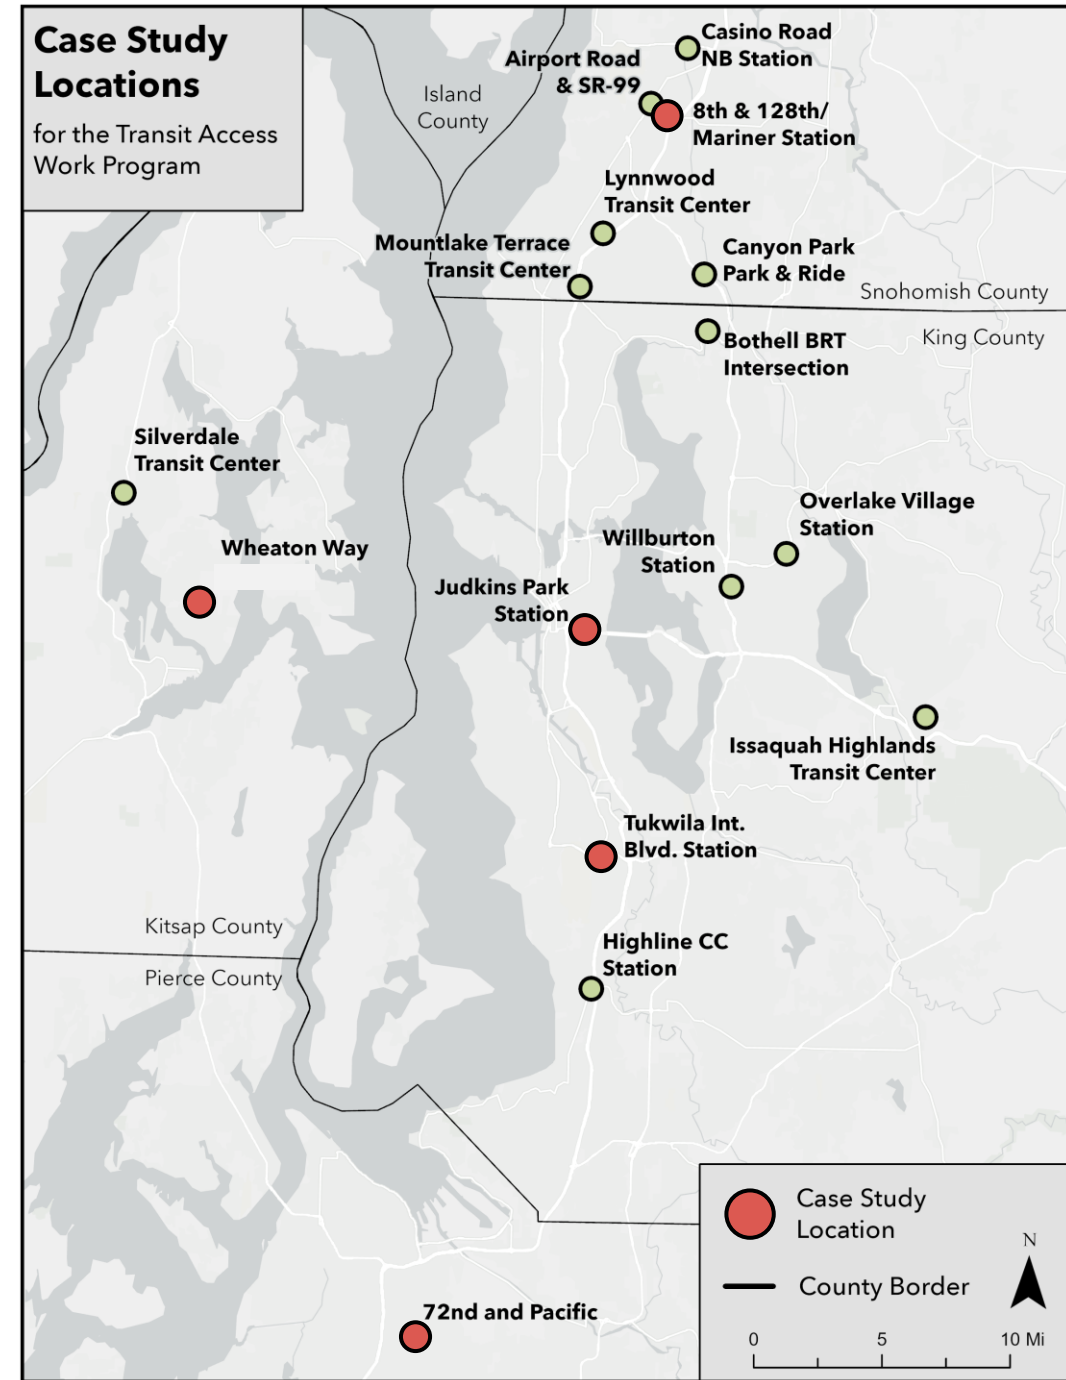 Case Study
Locations
for the Transit Access
Work Program
Casino Road
NB Station
Airport Road
& SR-99
Island
County
8th & 128th/
Mariner Station
Lynnwood
Transit Center
Mountlake Terrace
Transit Center
Canyon Park
Park & Ride
Snohomish County
King County
Bothell BRT
Intersection
Silverdale
Transit Center
Overlake Village
Station
Wheaton Way
Willburton
Station
Judkins Park
Station
Issaquah Highlands
Transit Center
Tukwila Int.
Blvd. Station
Kitsap County
Pierce County
Highline CC
Station
72nd and Pacific
Case Study
Location
County Border
N
0 5 10 Mi